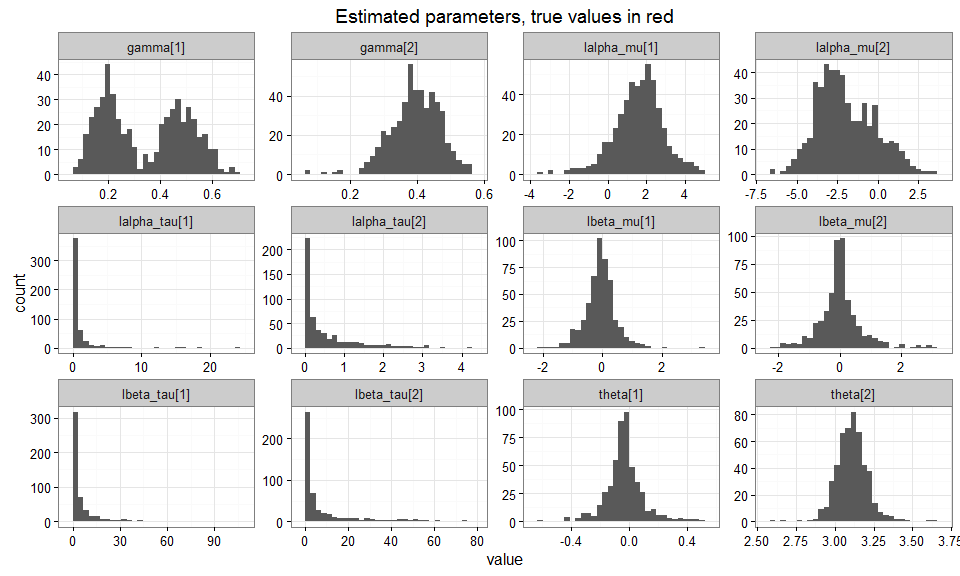 Estimated parameters, true values in red
gamma[1] gamma[2] lalpha_mu[1] lalpha_mu[2]
40 30 20 10 0
40 20 0
40 20 0
40 30 20 10 0
0.2 0.4 0.6
0.2 0.4 0.6
-4 -2 0 2 4
-7.5 -5.0 -2.5 0.0 2.5
lalpha_tau[1] lalpha_tau[2] lbeta_mu[1] lbeta_mu[2]
300 200 100 0
200 150 100 50 0
100 75 50 25 0
100 75 50 25 0
0 10 20
0 1 2 3 4
-2 0 2
-2 0 2
lbeta_tau[1] lbeta_tau[2] theta[1] theta[2]
300 200 100 0
200 100 0
100 75 50 25 0
80 60 40 20 0
0 30 60 90
0 20 40 60 80
-0.4 0.0 0.4
2.50 2.75 3.00 3.25 3.50 3.75
count
value